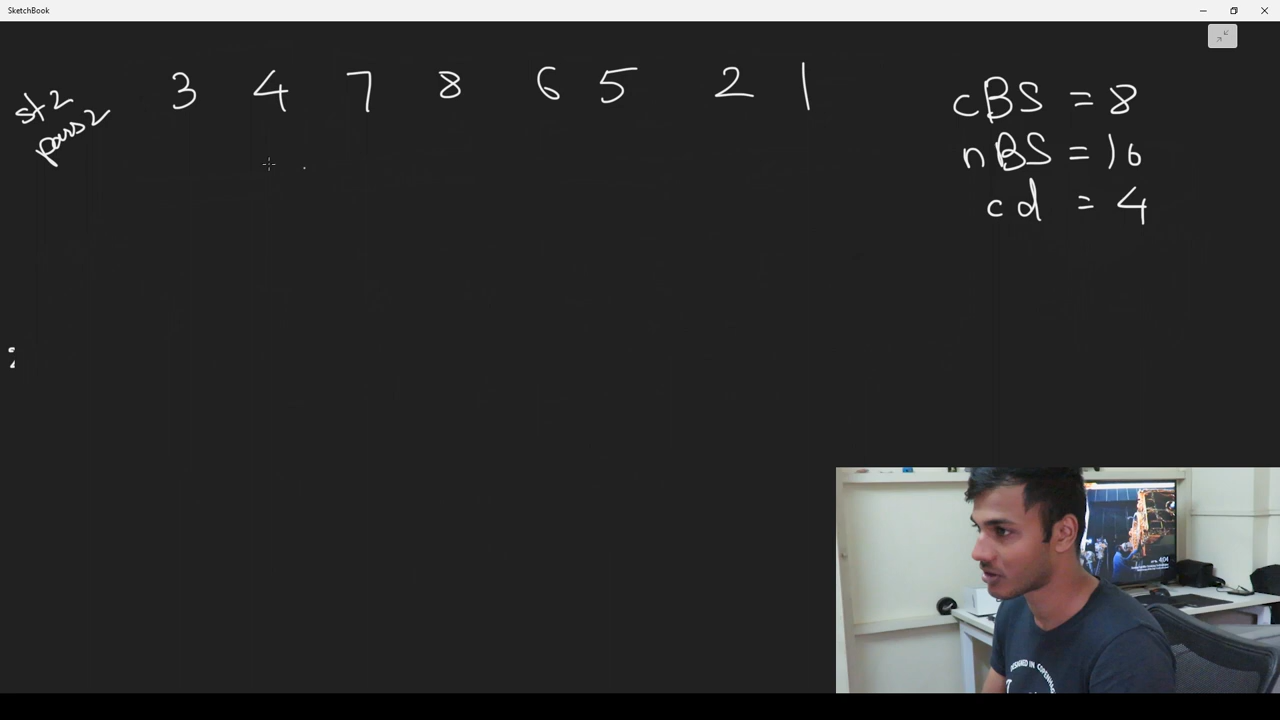 SketchBook
st 2
pass 2
3 4 7 8 6 5 2 1
cBS = 8
nBS = 16
cd = 4